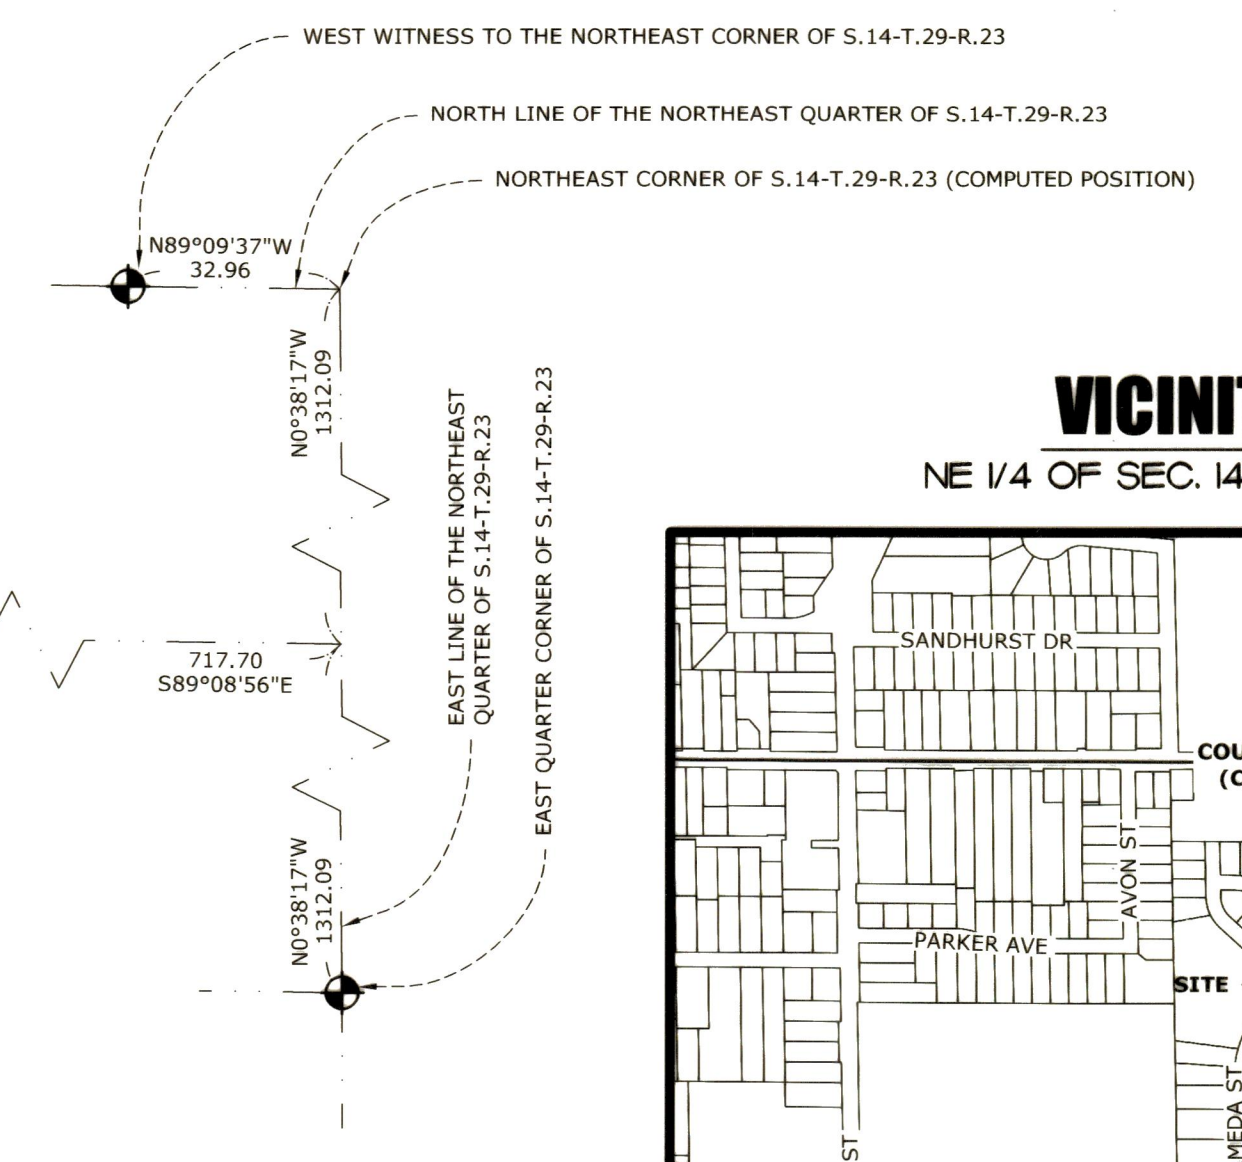 WEST WITNESS TO THE NORTHEAST CORNER OF S.14-T.29-R.23
NORTH LINE OF THE NORTHEAST QUARTER OF S.14-T.29-R.23
NORTHEAST CORNER OF S.14-T.29-R.23 (COMPUTED POSITION)
N89°09'37"W
32.96
N0°38'17"W
1312.09
EAST LINE OF THE NORTHEAST
QUARTER OF S.14-T.29-R.23
EAST QUARTER CORNER OF S.14-T.29-R.23
717.70
S89°08'56"E
N0°38'17"W
1312.09
VICINIT
NE 1/4 OF SEC. 14
SANDHURST DR
COU
(C
AVON ST
PARKER AVE
SITE
MEDA ST
ST